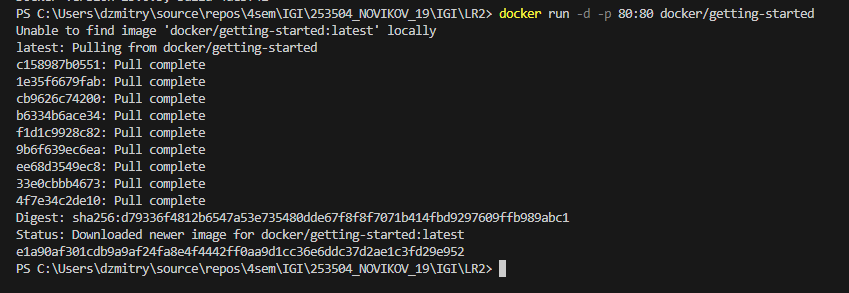 PS C:\Users\dzmitry\source\repos\4sem\IGI\253504_NOVIKOV_19\IGI\LR2> docker run -d -p 80:80 docker/getting-started
Unable to find image 'docker/getting-started:latest' locally
latest: Pulling from docker/getting-started
c158987b0551: Pull complete
1e35f6679fab: Pull complete
cb9626c74200: Pull complete
b6334b6ace34: Pull complete
f1d1c9928c82: Pull complete
9b6f639ec6ea: Pull complete
ee68d3549ec8: Pull complete
33e0cbbb4673: Pull complete
4f7e34c2de10: Pull complete
Digest: sha256:d79336f4812b6547a53e735480dde67f8f8f7071b414fbd9297609ffb989abc1
Status: Downloaded newer image for docker/getting-started:latest
e1a90af301cdb9a9af24fa8e4f4442ff0aa9d1cc36e6ddc37d2ae1c3fd29e952
PS C:\Users\dzmitry\source\repos\4sem\IGI\253504_NOVIKOV_19\IGI\LR2>